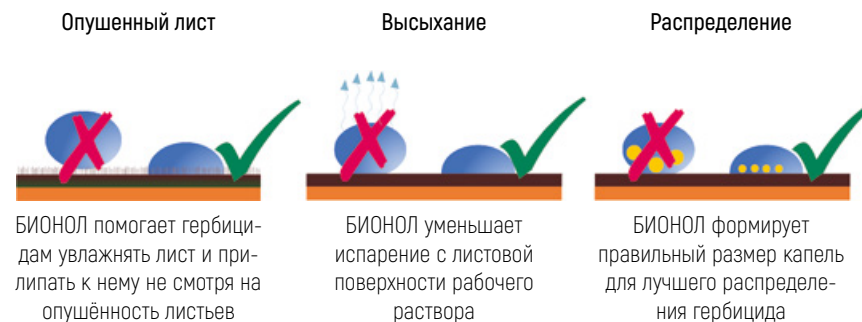 Опушенный лист
БИОНОЛ помогает гербици-
дам увлажнять лист и при-
липать к нему не смотря на
опушённость листьев
Высыхание
БИОНОЛ уменьшает
испарение с листовой
поверхности рабочего
раствора
Распределение
БИОНОЛ формирует
правильный размер капель
для лучшего распределе-
ния гербицида